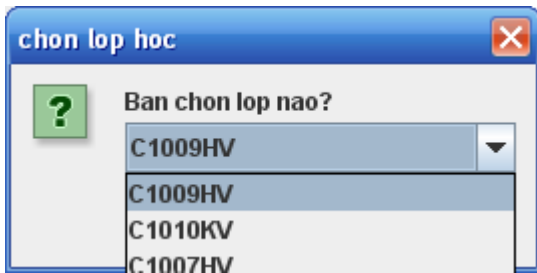 chon lop hoc
Ban chon lop nao?
C1009HV
C1009HV
C1010KV
C1007HV